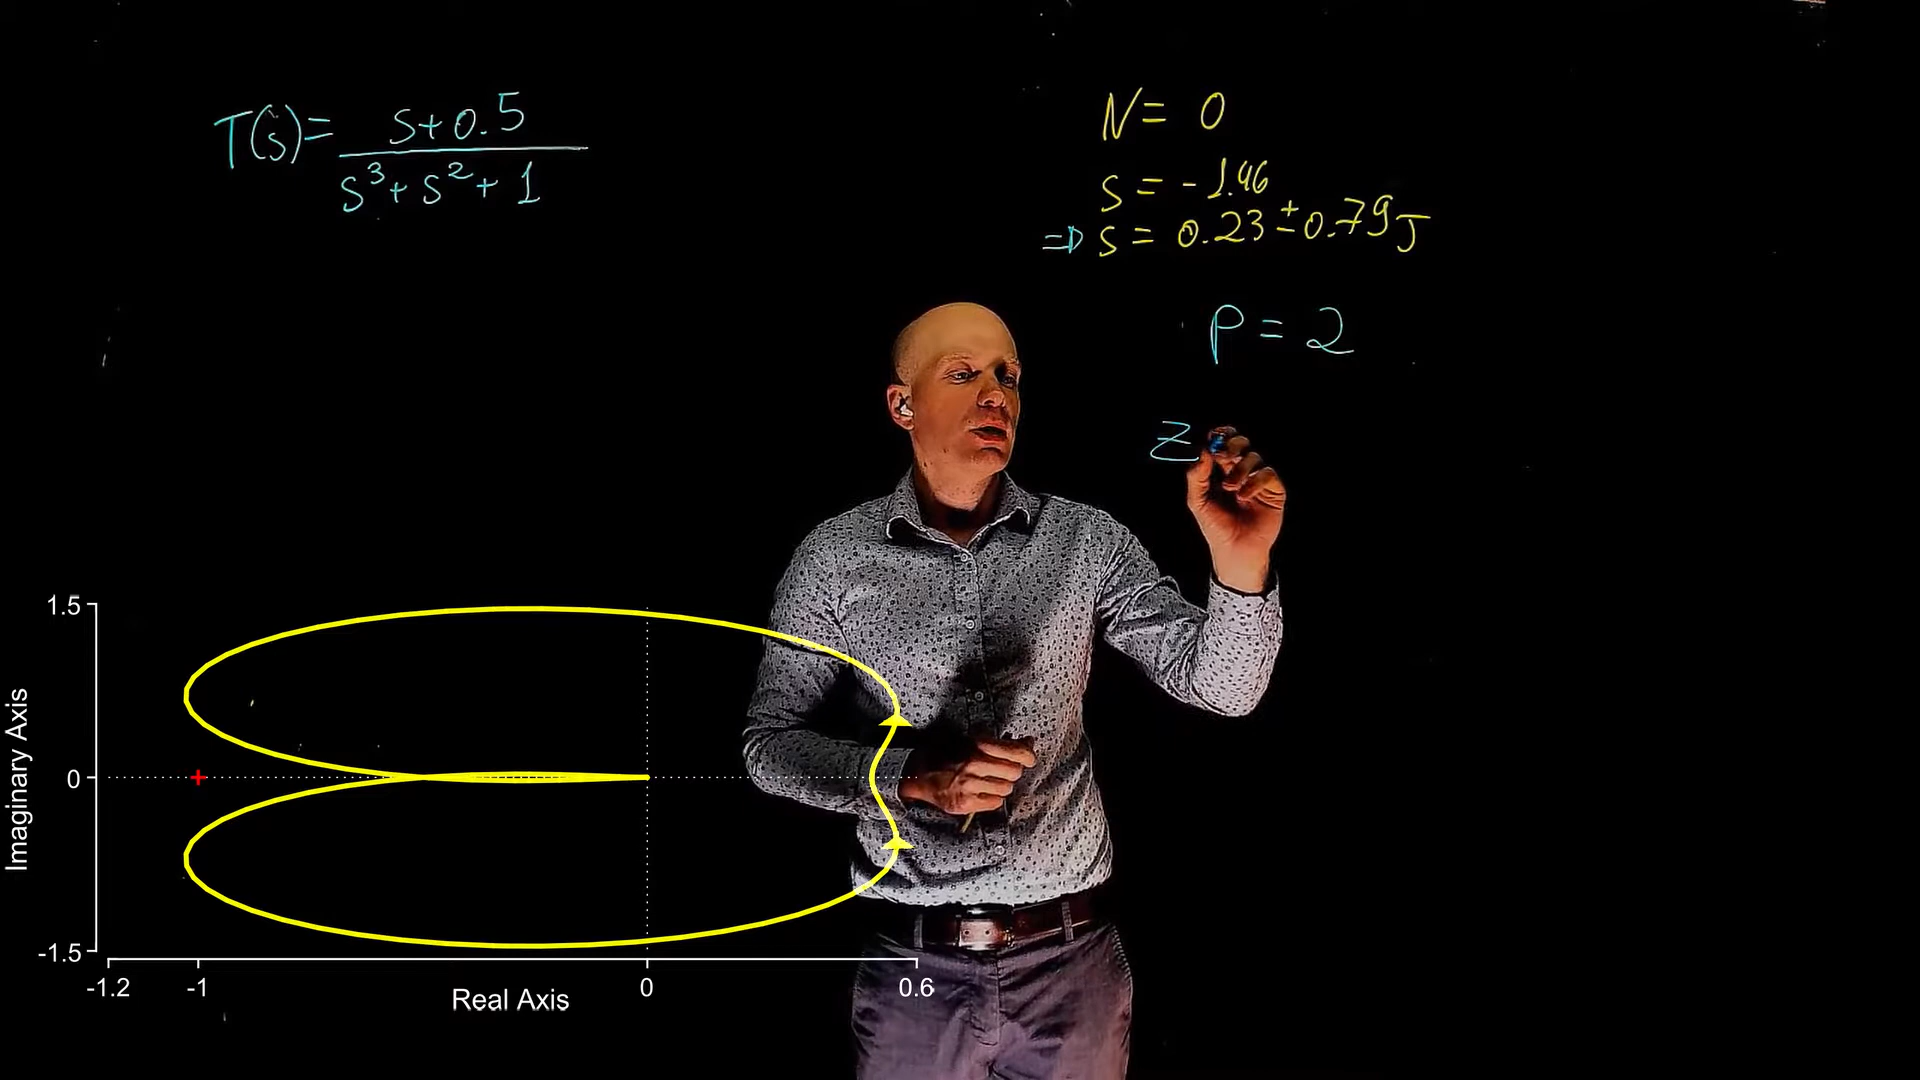 T(s)= s+0.5
s³+s²+1
N= 0
s = -1.46
=> s = 0.23±0.79j
P = 2
Z
1.5
0
-1.5
Imaginary Axis
-1.2 -1 0 0.6
Real Axis